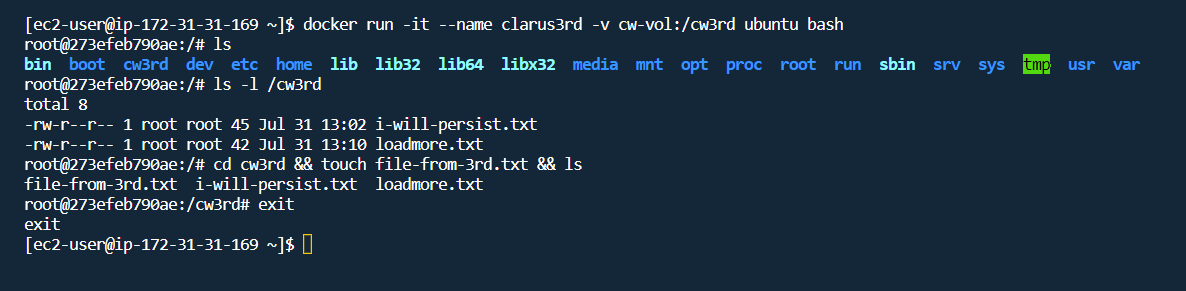 [ec2-user@ip-172-31-31-169 ~]$ docker run -it --name clarus3rd -v cw-vol:/cw3rd ubuntu bash
root@273efeb790ae:/# ls
bin boot cw3rd dev etc home lib lib32 lib64 libx32 media mnt opt proc root run sbin srv sys tmp usr var
root@273efeb790ae:/# ls -l /cw3rd
total 8
-rw-r--r-- 1 root root 45 Jul 31 13:02 i-will-persist.txt
-rw-r--r-- 1 root root 42 Jul 31 13:10 loadmore.txt
root@273efeb790ae:/# cd cw3rd && touch file-from-3rd.txt && ls
file-from-3rd.txt  i-will-persist.txt  loadmore.txt
root@273efeb790ae:/cw3rd# exit
exit
[ec2-user@ip-172-31-31-169 ~]$